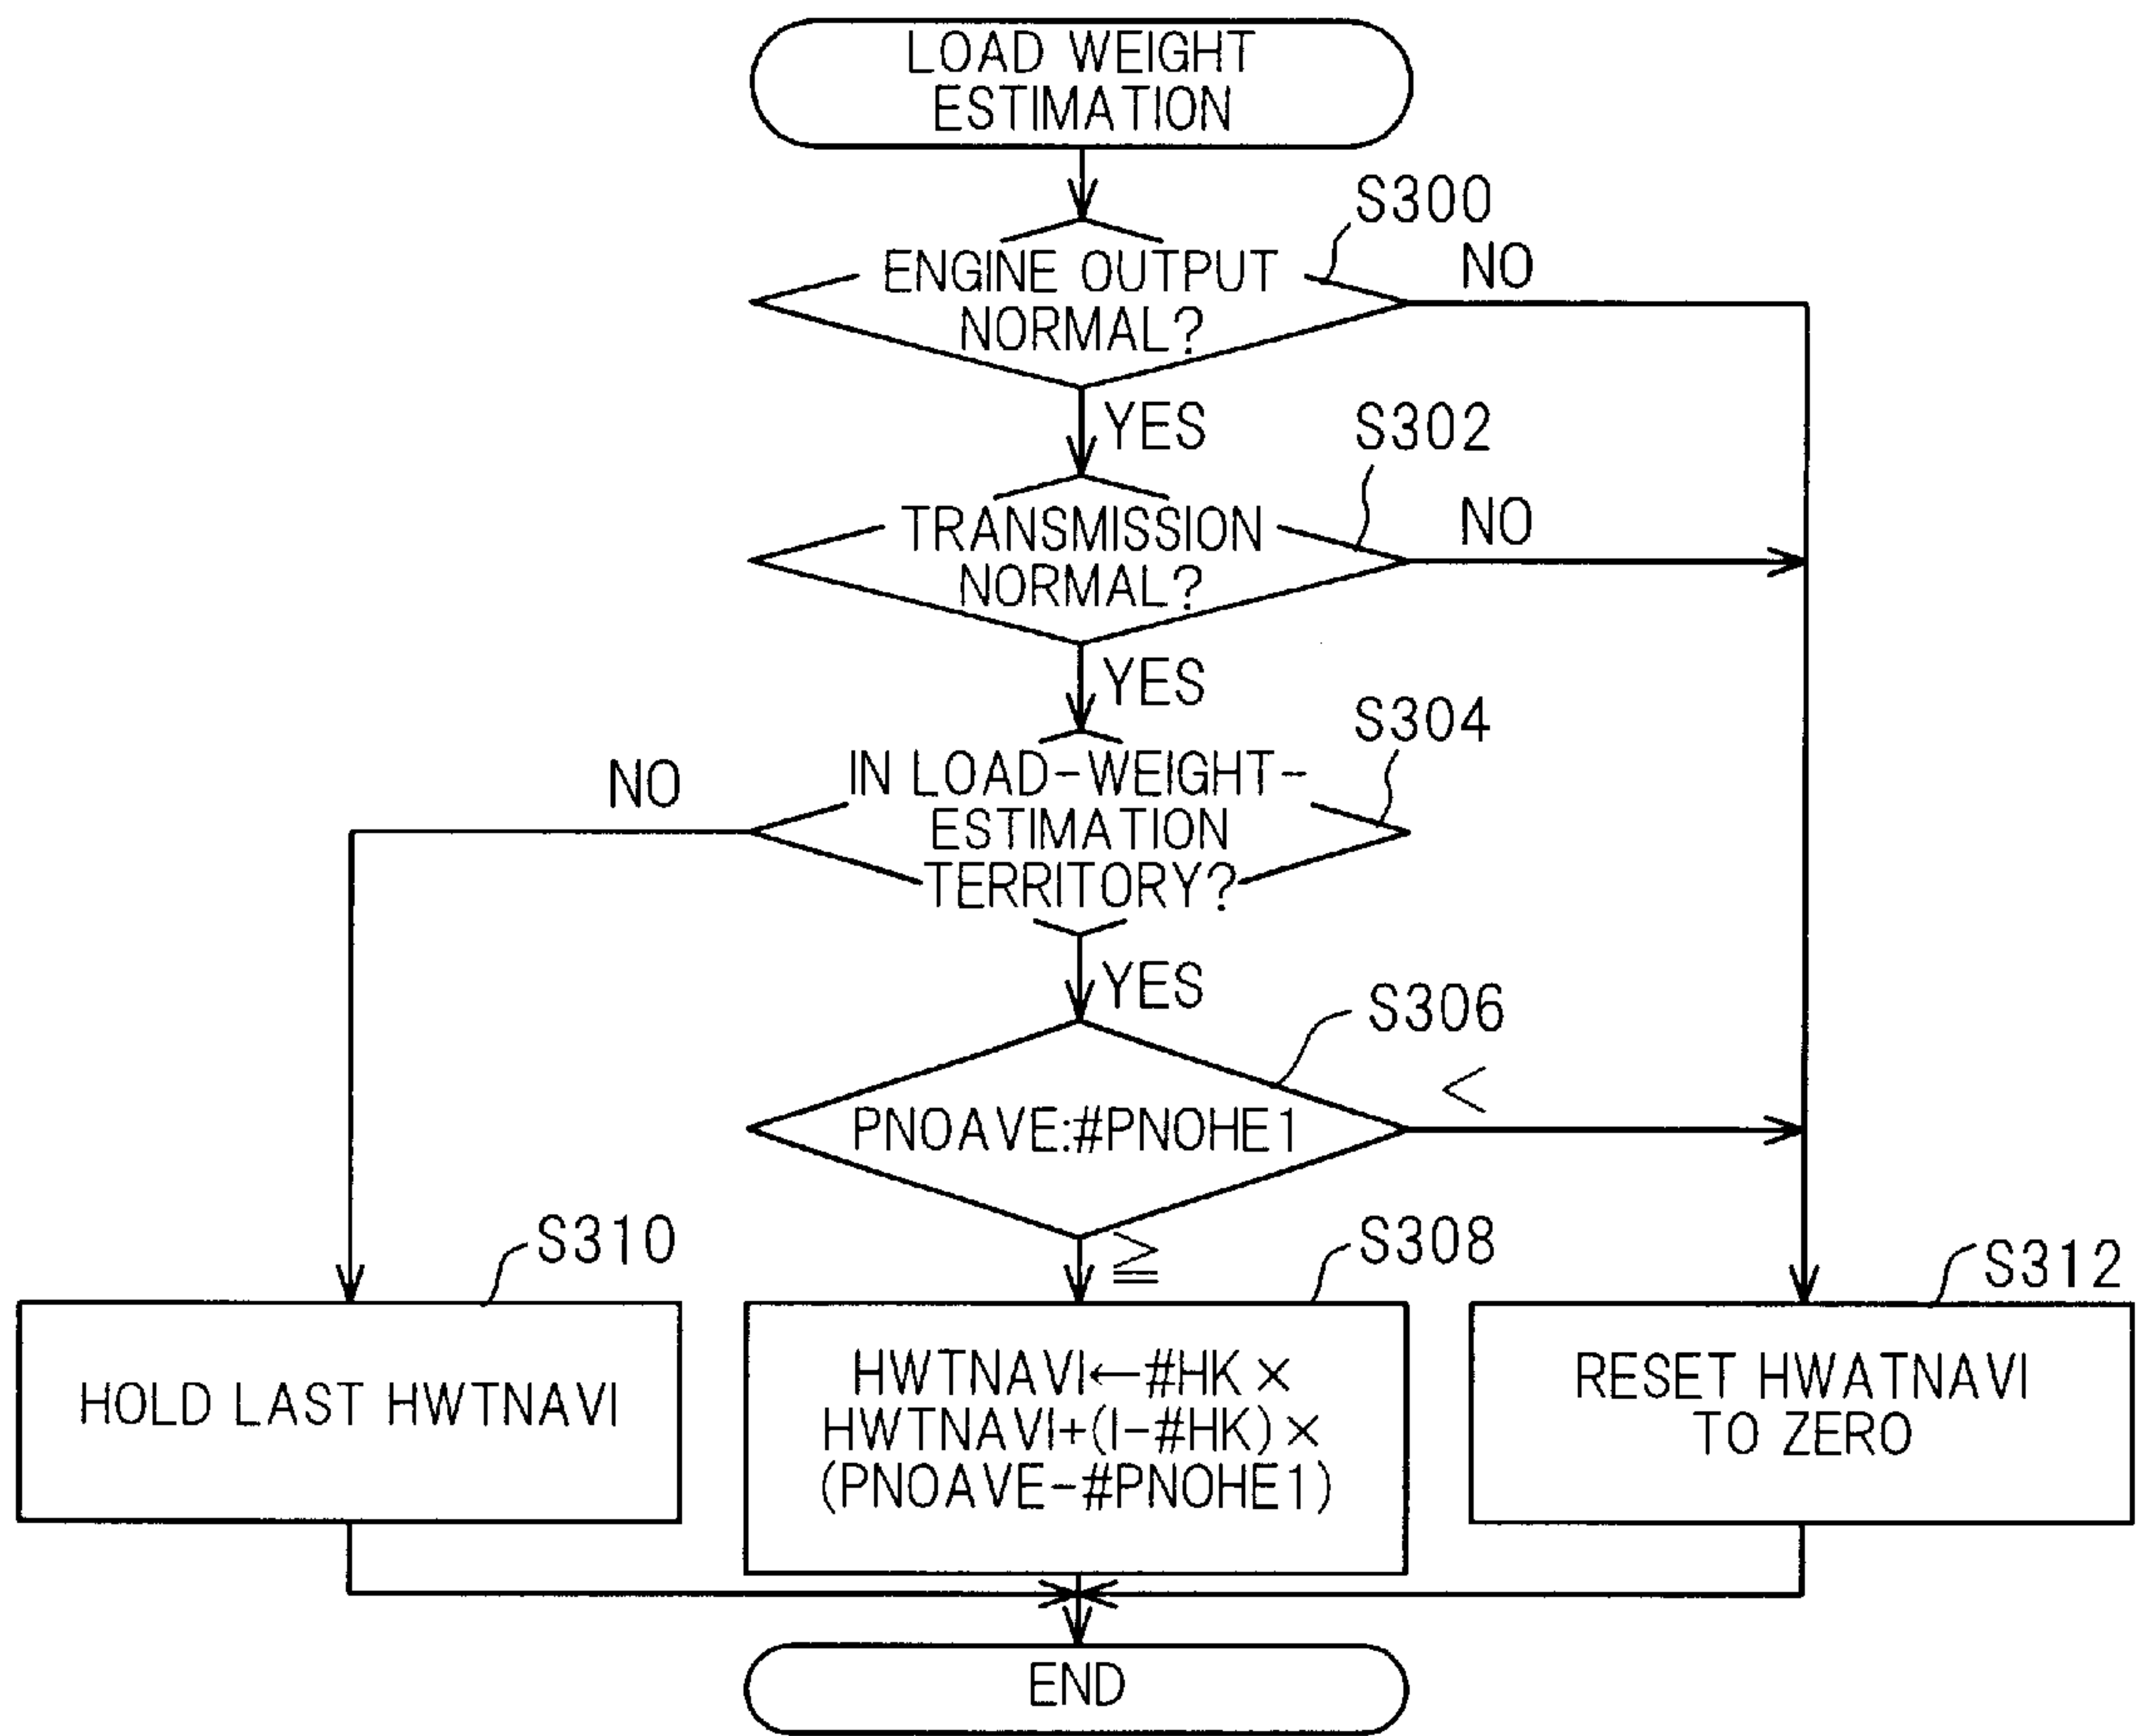 LOAD WEIGHT
ESTIMATION
S300
ENGINE OUTPUT
NORMAL?
NO
YES
S302
TRANSMISSION
NORMAL?
NO
YES
S304
IN LOAD-WEIGHT-
ESTIMATION
TERRITORY?
NO
YES
S306
PNOAVE:#PNOHE1
<
≧
S310
HOLD LAST HWTNAVI
S308
HWTNAVI←#HK ×
HWTNAVI+(1-#HK) ×
(PNOAVE-#PNOHE1)
S312
RESET HWATNAVI
TO ZERO
END